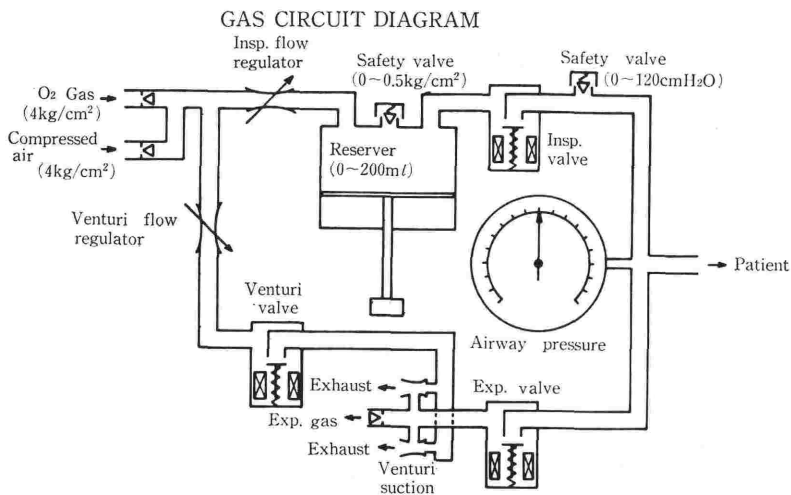 GAS CIRCUIT DIAGRAM
Insp. flow
regulator
Safety valve
(0~0.5kg/cm²)
Safety valve
(0~120cmH₂O)
O₂ Gas
(4kg/cm²)
Compressed
air
(4kg/cm²)
Reserver
(0~200mℓ)
Insp.
valve
Venturi flow
regulator
Patient
Venturi
valve
Airway pressure
Exhaust
Exp. valve
Exp. gas
Exhaust
Venturi
suction